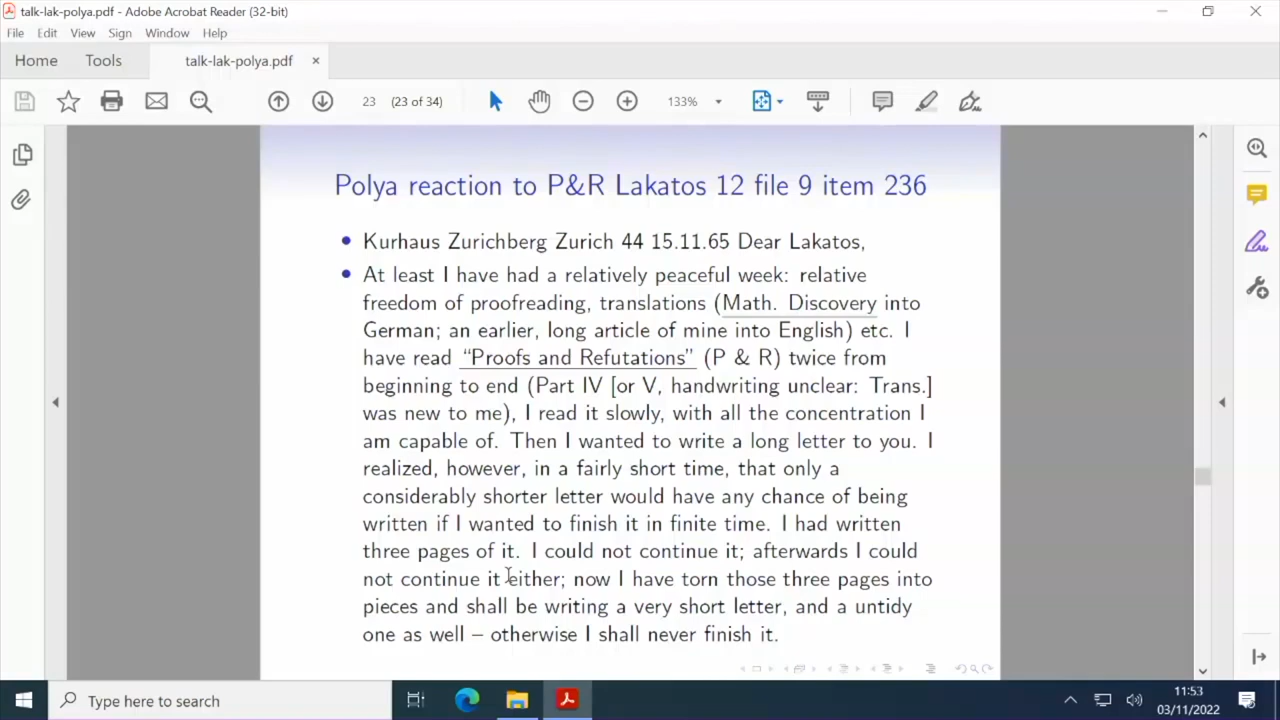 talk-lak-polya.pdf - Adobe Acrobat Reader (32-bit)
File Edit View Sign Window Help
Home Tools talk-lak-polya.pdf ×
23 (23 of 34) 133%
Polya reaction to P&R Lakatos 12 file 9 item 236
• Kurhaus Zurichberg Zurich 44 15.11.65 Dear Lakatos,
• At least I have had a relatively peaceful week: relative
freedom of proofreading, translations (Math. Discovery into
German; an earlier, long article of mine into English) etc. I
have read “Proofs and Refutations” (P & R) twice from
beginning to end (Part IV [or V, handwriting unclear: Trans.]
was new to me), I read it slowly, with all the concentration I
am capable of. Then I wanted to write a long letter to you. I
realized, however, in a fairly short time, that only a
considerably shorter letter would have any chance of being
written if I wanted to finish it in finite time. I had written
three pages of it. I could not continue it; afterwards I could
not continue it either; now I have torn those three pages into
pieces and shall be writing a very short letter, and a untidy
one as well – otherwise I shall never finish it.
Type here to search
11:53
03/11/2022